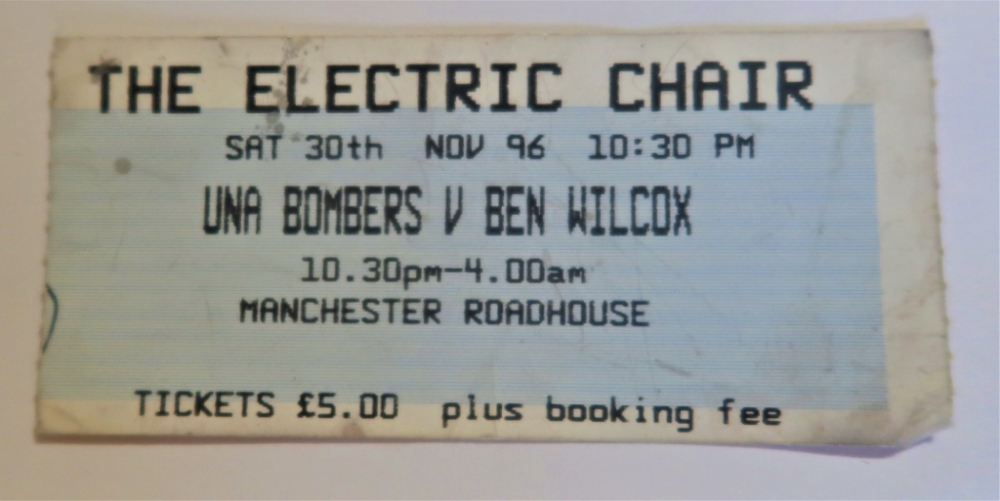 THE ELECTRIC CHAIR
SAT 30th NOV 96 10:30 PM
UNA BOMBERS V BEN WILCOX
10.30pm-4.00am
MANCHESTER ROADHOUSE
TICKETS £5.00 plus booking fee